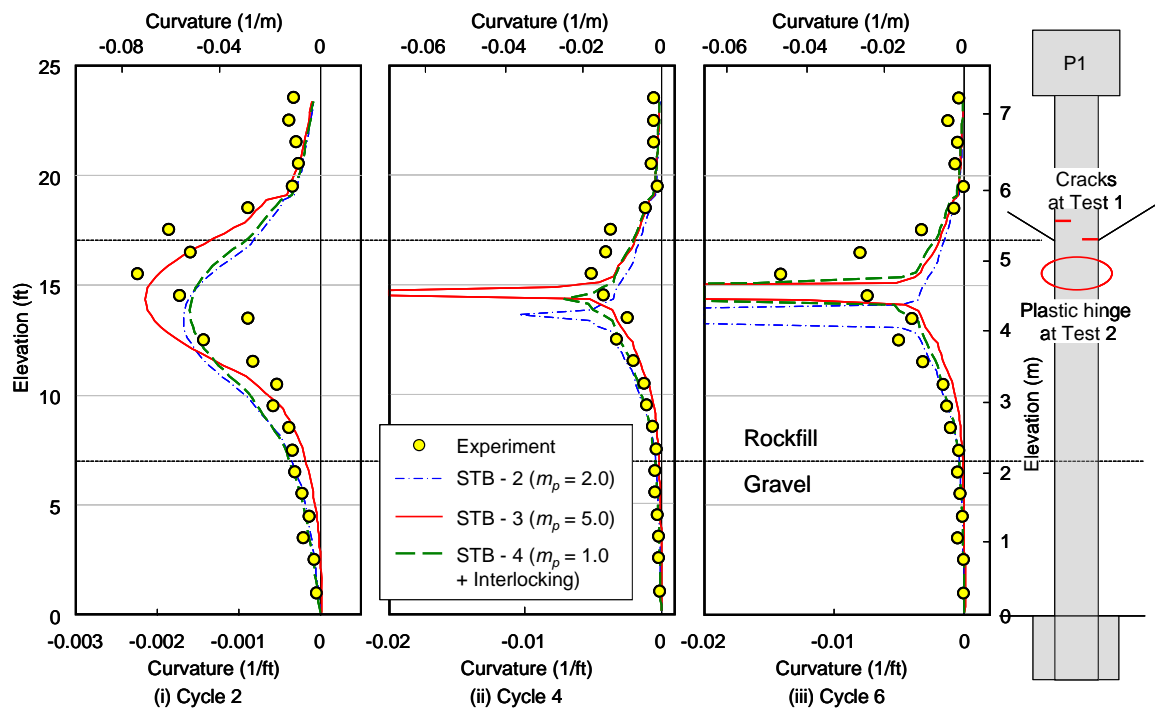 Curvature (1/m)
-0.08
-0.04
0
Curvature (1/m)
-0.06
-0.04
-0.02
0
Curvature (1/m)
-0.06
-0.04
-0.02
0
25
20
15
10
5
0
Elevation (ft)
-0.003
-0.002
-0.001
0
Curvature (1/ft)
(i) Cycle 2
-0.02
-0.01
0
Curvature (1/ft)
(ii) Cycle 4
-0.02
-0.01
0
Curvature (1/ft)
(iii) Cycle 6
Experiment
STB - 2 (mp = 2.0)
STB - 3 (mp = 5.0)
STB - 4 (mp = 1.0
+ Interlocking)
Rockfill
Gravel
7
6
5
4
3
2
1
0
Elevation (m)
P1
Cracks
at Test 1
Plastic hinge
at Test 2